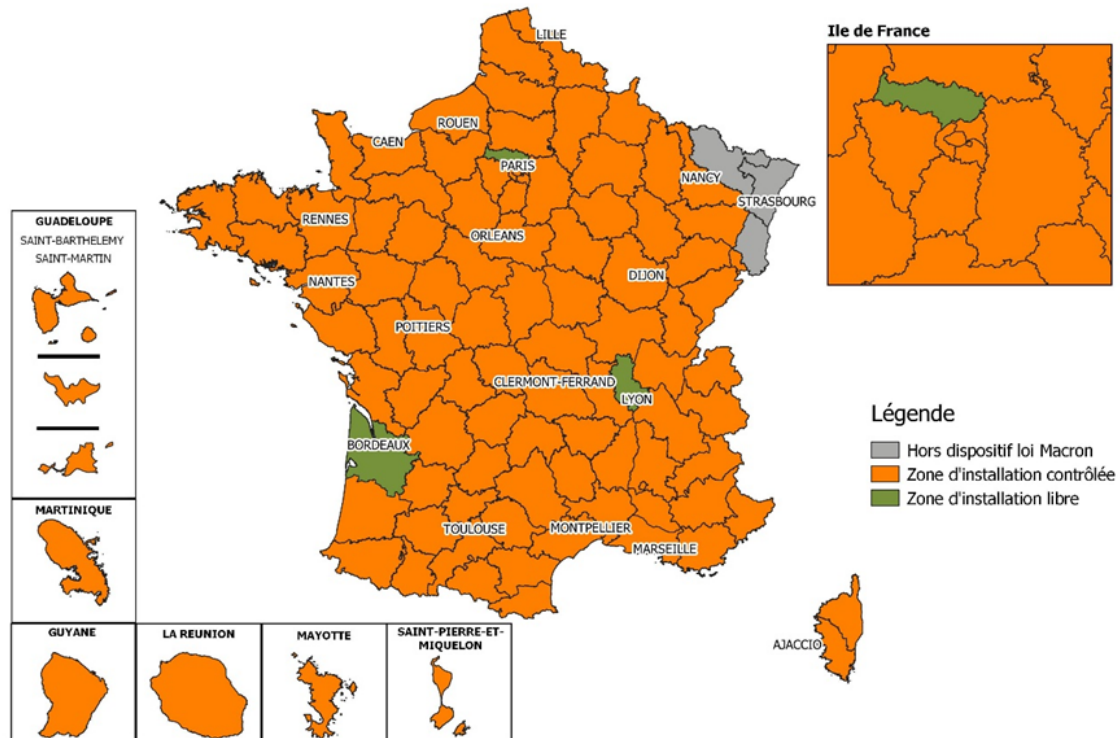 Ile de France
LILLE
ROUEN
CAEN
PARIS
NANCY
STRASBOURG
RENNES
ORLEANS
NANTES
DIJON
POITIERS
CLERMONT-FERRAND
LYON
BORDEAUX
TOULOUSE
MONTPELLIER
MARSEILLE
AJACCIO
GUADELOUPE
SAINT-BARTHELEMY
SAINT-MARTIN
MARTINIQUE
GUYANE
LA REUNION
MAYOTTE
SAINT-PIERRE-ET-
MIQUELON
Légende
Hors dispositif loi Macron
Zone d'installation contrôlée
Zone d'installation libre